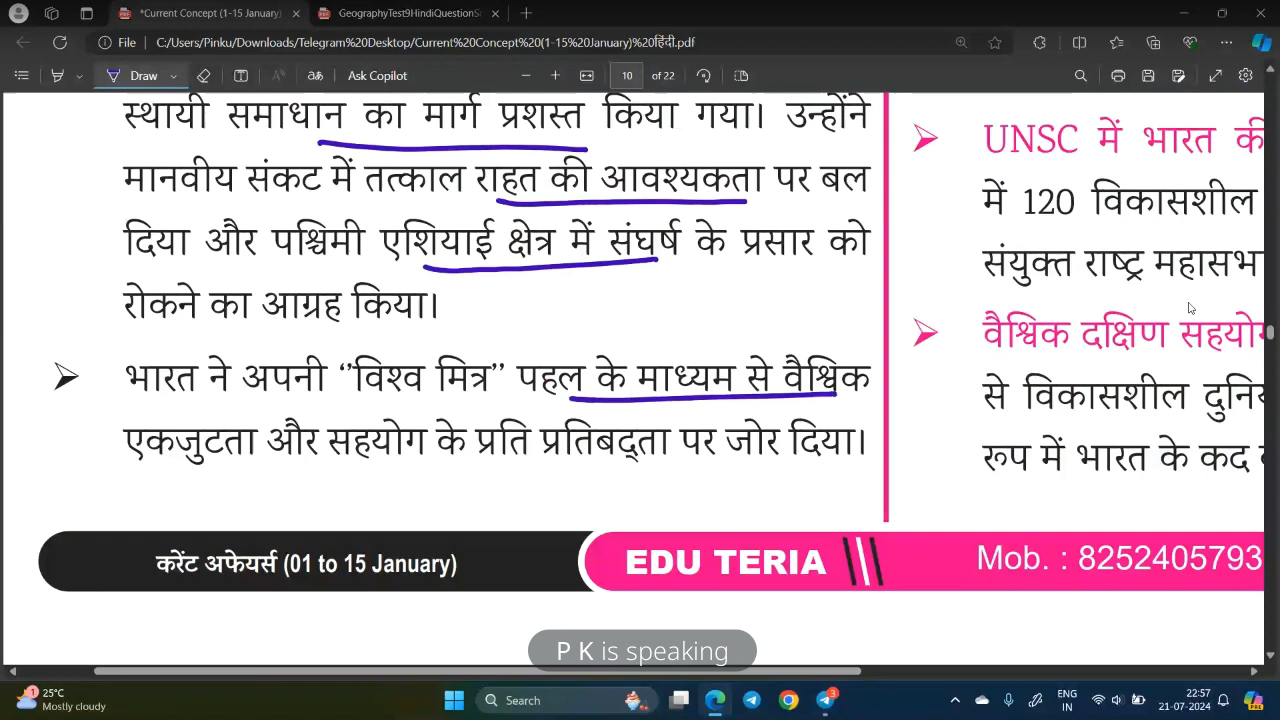 *Current Concept (1-15 January)
GeographyTest9HindiQuestionSe
File
C:/Users/Pinku/Downloads/Telegram%20Desktop/Current%20Concept%20(1-15%20January)%20हिंदी.pdf
Draw
Ask Copilot
10 of 22
स्थायी समाधान का मार्ग प्रशस्त किया गया। उन्होंने
मानवीय संकट में तत्काल राहत की आवश्यकता पर बल
दिया और पश्चिमी एशियाई क्षेत्र में संघर्ष के प्रसार को
रोकने का आग्रह किया।
भारत ने अपनी ‘‘विश्व मित्र’’ पहल के माध्यम से वैश्विक
एकजुटता और सहयोग के प्रति प्रतिबद्ता पर जोर दिया।
UNSC में भारत की
में 120 विकासशील
संयुक्त राष्ट्र महासभा
वैश्विक दक्षिण सहयोग
से विकासशील
रूप में भारत के कद
करेंट अफेयर्स (01 to 15 January)
EDU TERIA
Mob. : 8252405793
P K is speaking
1
25°C
Mostly cloudy
Search
3
ENG
IN
22:57
21-07-2024